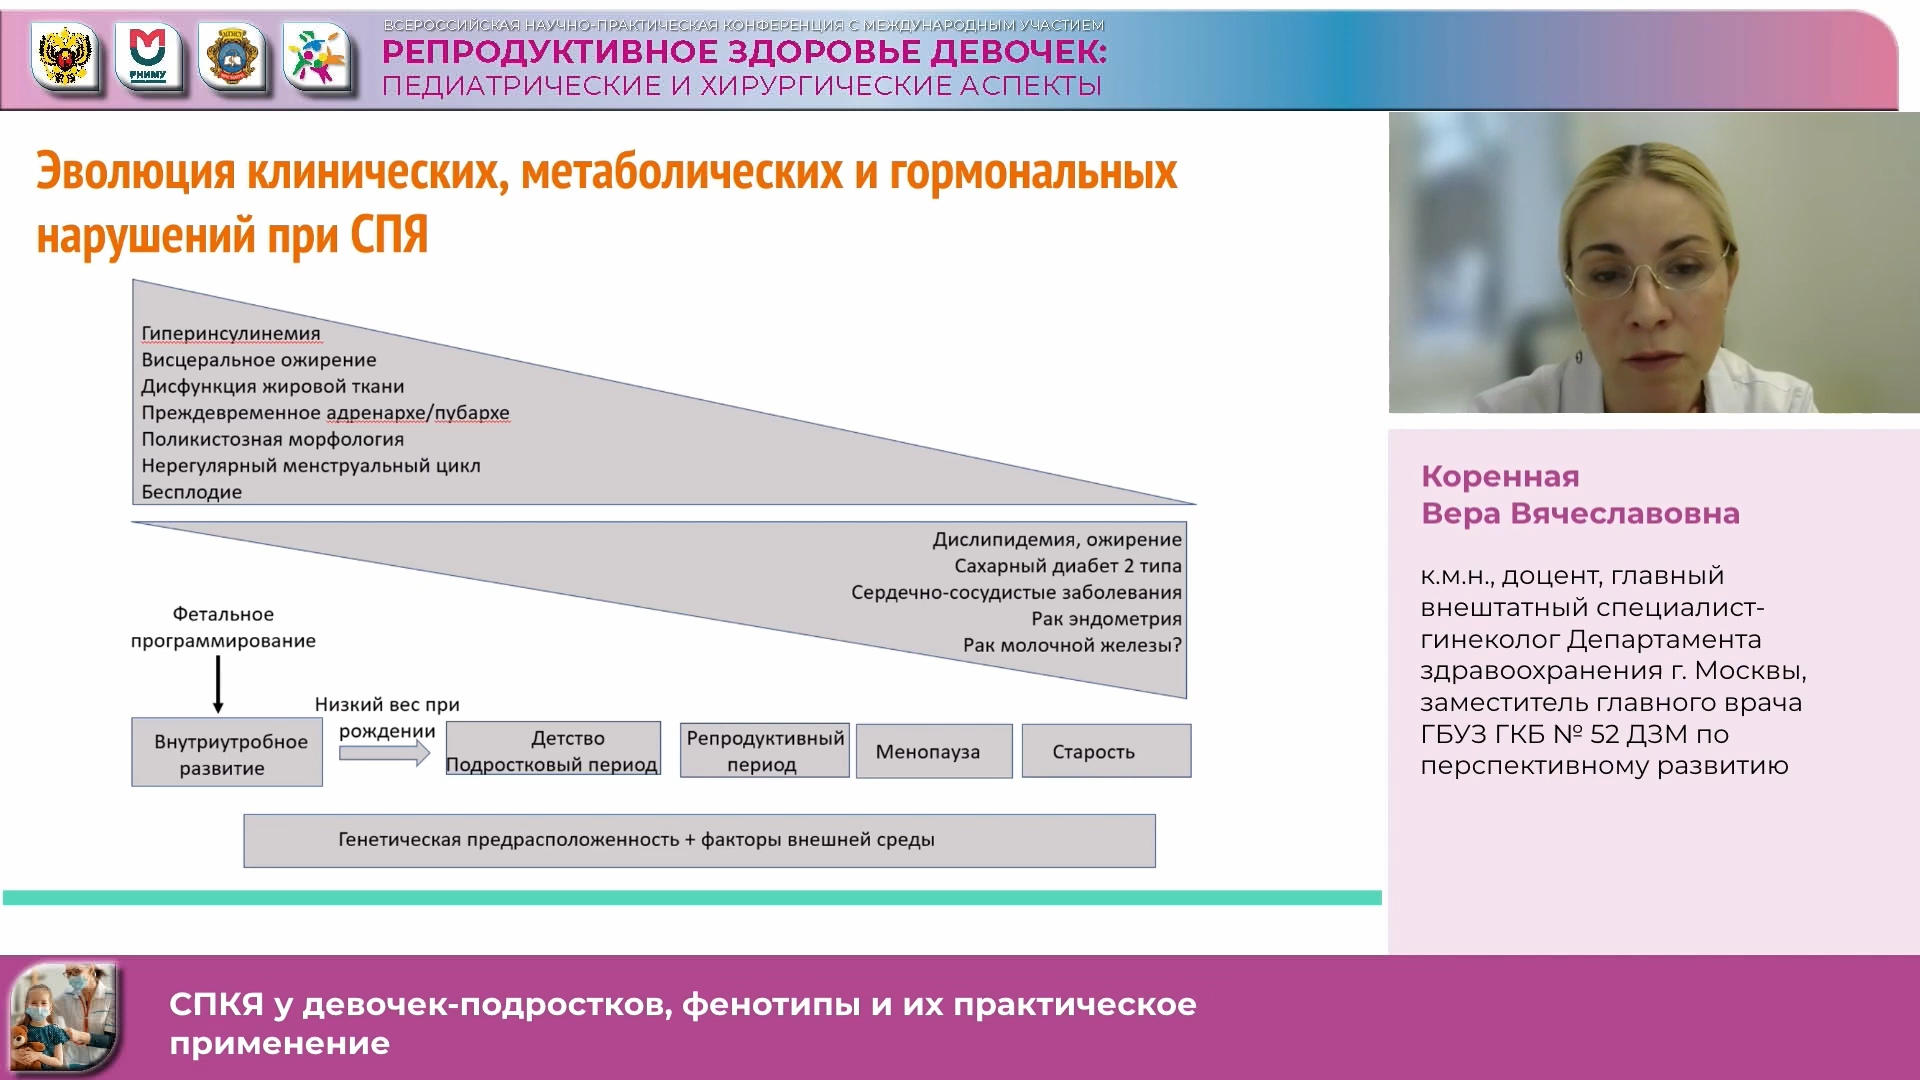 ВСЕРОССИЙСКАЯ НАУЧНО-ПРАКТИЧЕСКАЯ КОНФЕРЕНЦИЯ С МЕЖДУНАРОДНЫМ УЧАСТИЕМ
РЕПРОДУКТИВНОЕ ЗДОРОВЬЕ ДЕВОЧЕК:
ПЕДИАТРИЧЕСКИЕ И ХИРУРГИЧЕСКИЕ АСПЕКТЫ
РНИМУ
Эволюция клинических, метаболических и гормональных
нарушений при СПЯ
Гиперинсулинемия
Висцеральное ожирение
Дисфункция жировой ткани
Преждевременное адренархе/пубархе
Поликистозная морфология
Нерегулярный менструальный цикл
Бесплодие
Дислипидемия, ожирение
Сахарный диабет 2 типа
Сердечно-сосудистые заболевания
Рак эндометрия
Рак молочной железы?
Фетальное
программирование
Низкий вес при
рождении
Внутриутробное
развитие
Детство
Подростковый период
Репродуктивный
период
Менопауза
Старость
Генетическая предрасположенность + факторы внешней среды
Коренная
Вера Вячеславовна
к.м.н., доцент, главный
внештатный специалист-
гинеколог Департамента
здравоохранения г. Москвы,
заместитель главного врача
ГБУЗ ГКБ № 52 ДЗМ по
перспективному развитию
СПКЯ у девочек-подростков, фенотипы и их практическое
применение